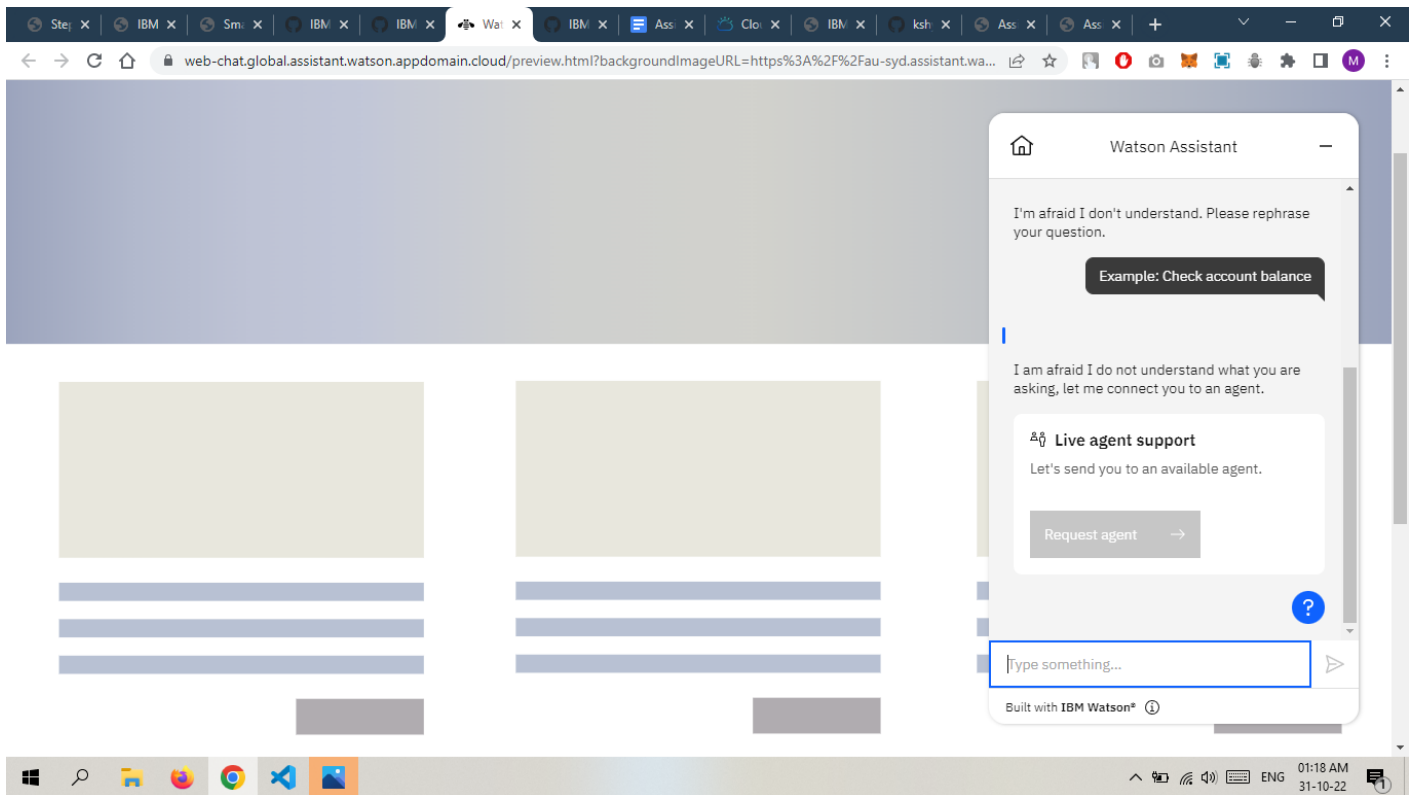 Step
IBM
Sma
IBM
IBM
Wat
IBM
Assi
Clou
IBM
ksh
Ass
Ass
web-chat.global.assistant.watson.appdomain.cloud/preview.html?backgroundImageURL=https%3A%2F%2Fau-syd.assistant.wa...
M
Watson Assistant
I'm afraid I don't understand. Please rephrase
your question.
Example: Check account balance
I am afraid I do not understand what you are
asking, let me connect you to an agent.
Live agent support
Let's send you to an available agent.
Request agent
?
Type something...
Built with IBM Watson®
ENG
01:18 AM
31-10-22
1